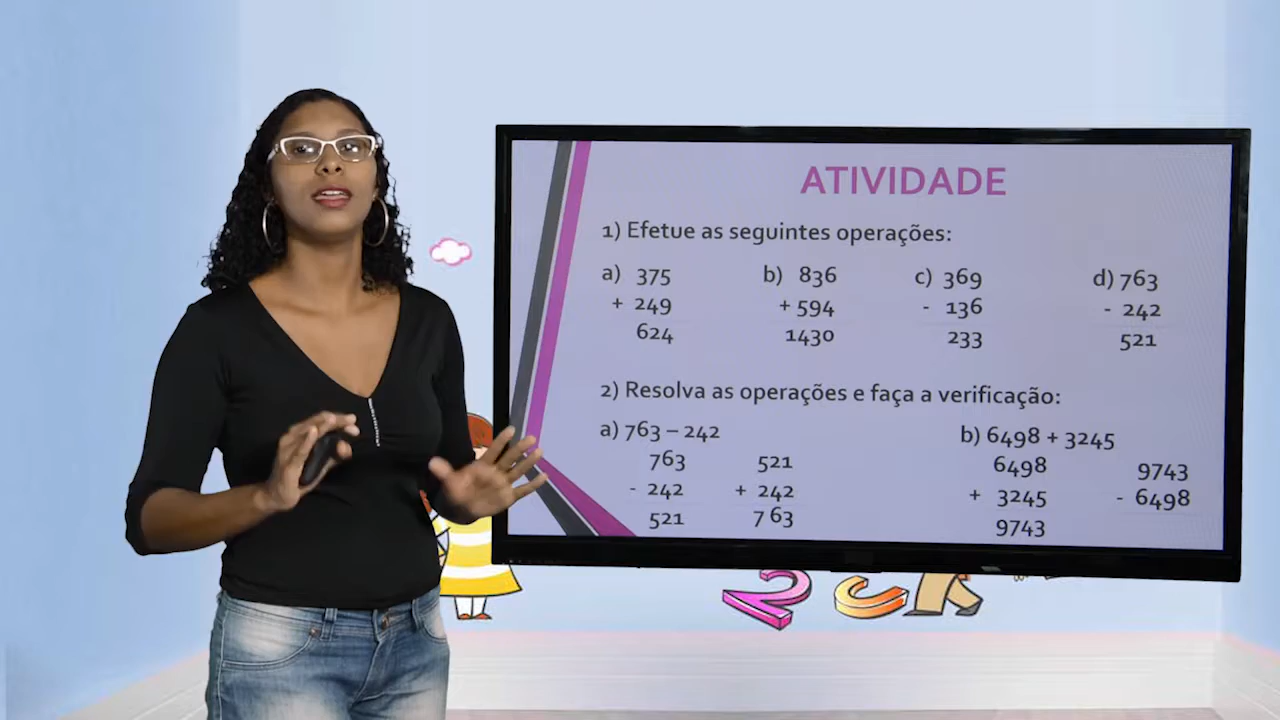 ATIVIDADE
1) Efetue as seguintes operações:
a) 375 b) 836 c) 369 d) 763
+ 249 + 594 - 136 - 242
624 1430 233 521
2) Resolva as operações e faça a verificação:
a) 763 – 242 b) 6498 + 3245
763 521 6498 9743
- 242 + 242 + 3245 - 6498
521 763 9743